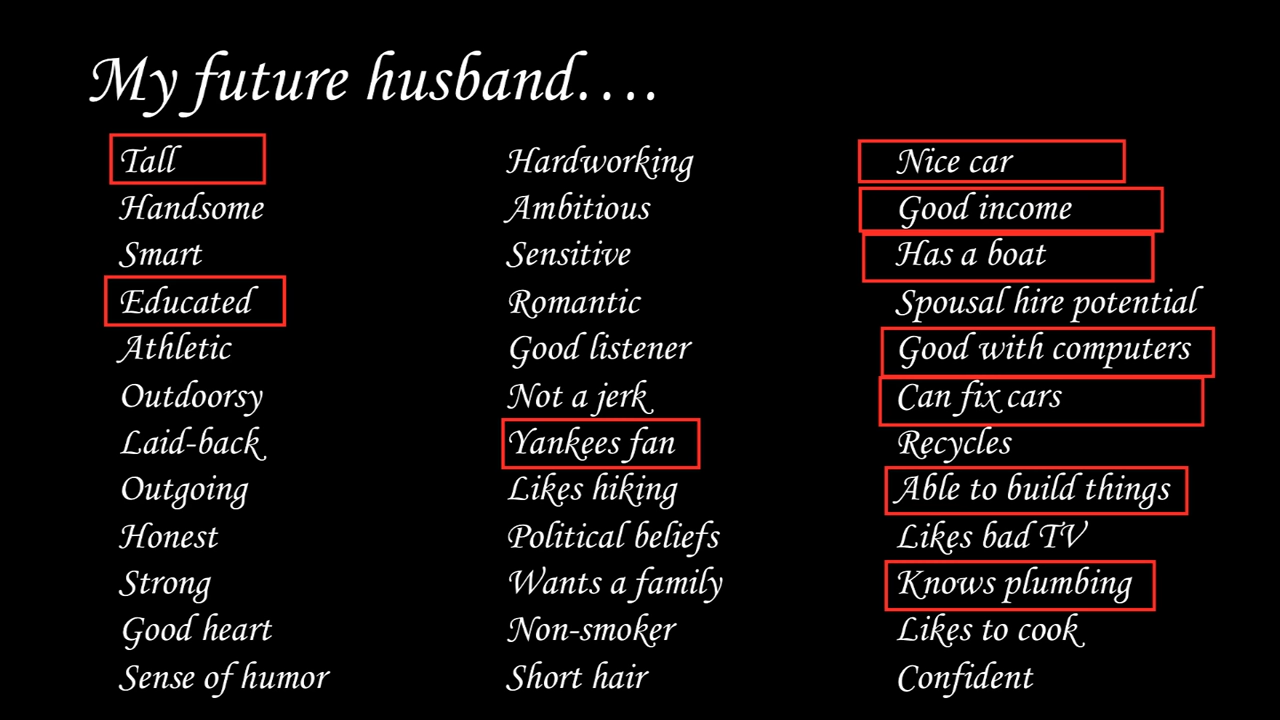 My future husband….
Tall
Handsome
Smart
Educated
Athletic
Outdoorsy
Laid-back
Outgoing
Honest
Strong
Good heart
Sense of humor
Hardworking
Ambitious
Sensitive
Romantic
Good listener
Not a jerk
Yankees fan
Likes hiking
Political beliefs
Wants a family
Non-smoker
Short hair
Nice car
Good income
Has a boat
Spousal hire potential
Good with computers
Can fix cars
Recycles
Able to build things
Likes bad TV
Knows plumbing
Likes to cook
Confident